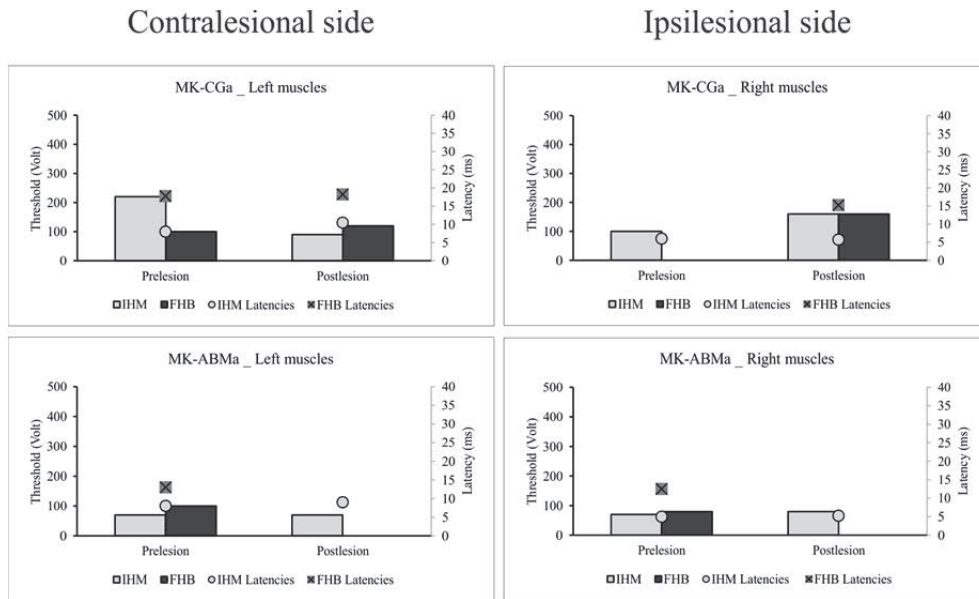 Contralesional side
Ipsilesional side
MK-CGa _ Left muscles
Threshold (Volt)
500
400
300
200
100
0
40
35
30
25
20
15
10
5
0
Latency (ms)
Prelesion
Postlesion
IHM
FHB
IHM Latencies
FHB Latencies
MK-CGa _ Right muscles
Threshold (Volt)
500
400
300
200
100
0
40
35
30
25
20
15
10
5
0
Latency (ms)
Prelesion
Postlesion
IHM
FHB
IHM Latencies
FHB Latencies
MK-ABMa _ Left muscles
Threshold (Volt)
500
400
300
200
100
0
40
35
30
25
20
15
10
5
0
Latency (ms)
Prelesion
Postlesion
IHM
FHB
IHM Latencies
FHB Latencies
MK-ABMa _ Right muscles
Threshold (Volt)
500
400
300
200
100
0
40
35
30
25
20
15
10
5
0
Latency (ms)
Prelesion
Postlesion
IHM
FHB
IHM Latencies
FHB Latencies